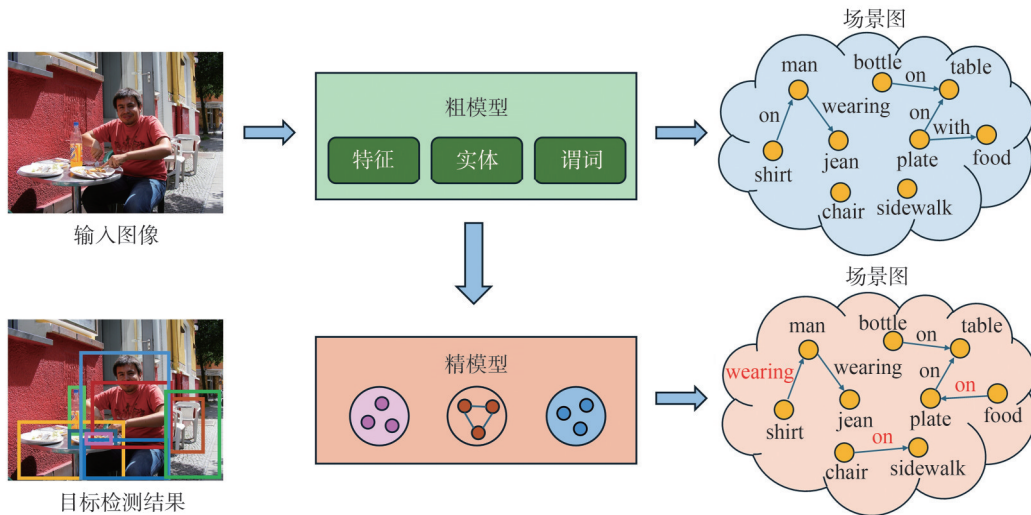 输入图像
粗模型
特征
实体
谓词
场景图
man
bottle
on
table
wearing
on
on
with
shirt
jean
plate
food
chair
sidewalk
目标检测结果
精模型
场景图
man
bottle
on
table
wearing
wearing
on
on
shirt
jean
plate
food
on
chair
sidewalk